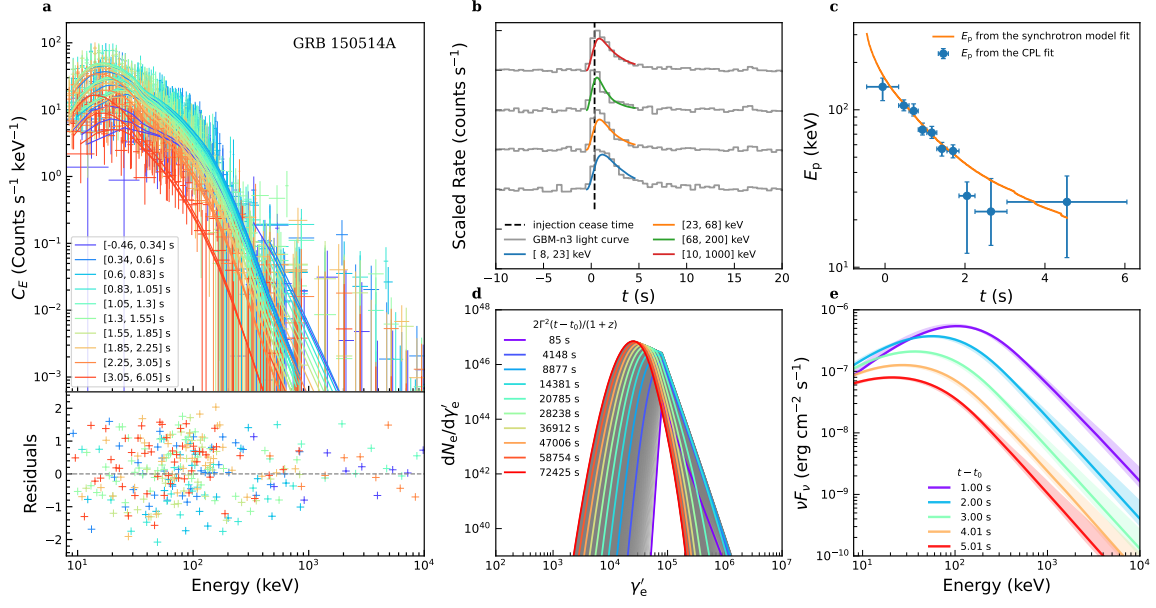 a
GRB 150514A
10²
10¹
10⁰
10⁻¹
10⁻²
10⁻³
C_E (Counts s⁻¹ keV⁻¹)
[-0.46, 0.34] s
[0.34, 0.6] s
[0.6, 0.83] s
[0.83, 1.05] s
[1.05, 1.3] s
[1.3, 1.55] s
[1.55, 1.85] s
[1.85, 2.25] s
[2.25, 3.05] s
[3.05, 6.05] s
2
1
0
−1
−2
Residuals
10¹ 10² 10³ 10⁴
Energy (keV)
b
Scaled Rate (counts s⁻¹)
injection cease time
GBM-n3 light curve
[ 8, 23] keV
[23, 68] keV
[68, 200] keV
[10, 1000] keV
−10 −5 0 5 10 15 20
t (s)
c
E_p from the synchrotron model fit
E_p from the CPL fit
10²
10¹
E_p (keV)
0 2 4 6
t (s)
d
10⁴⁸
10⁴⁶
10⁴⁴
10⁴²
10⁴⁰
dN_e/dγ′_e
2Γ²(t − t₀)/(1 + z)
85 s
4148 s
8877 s
14381 s
20785 s
28238 s
36912 s
47006 s
58754 s
72425 s
10² 10³ 10⁴ 10⁵ 10⁶ 10⁷
γ′_e
e
10⁻⁶
10⁻⁷
10⁻⁸
10⁻⁹
10⁻¹⁰
νF_ν (erg cm⁻² s⁻¹)
t − t₀
1.00 s
2.00 s
3.00 s
4.01 s
5.01 s
10¹ 10² 10³ 10⁴
Energy (keV)